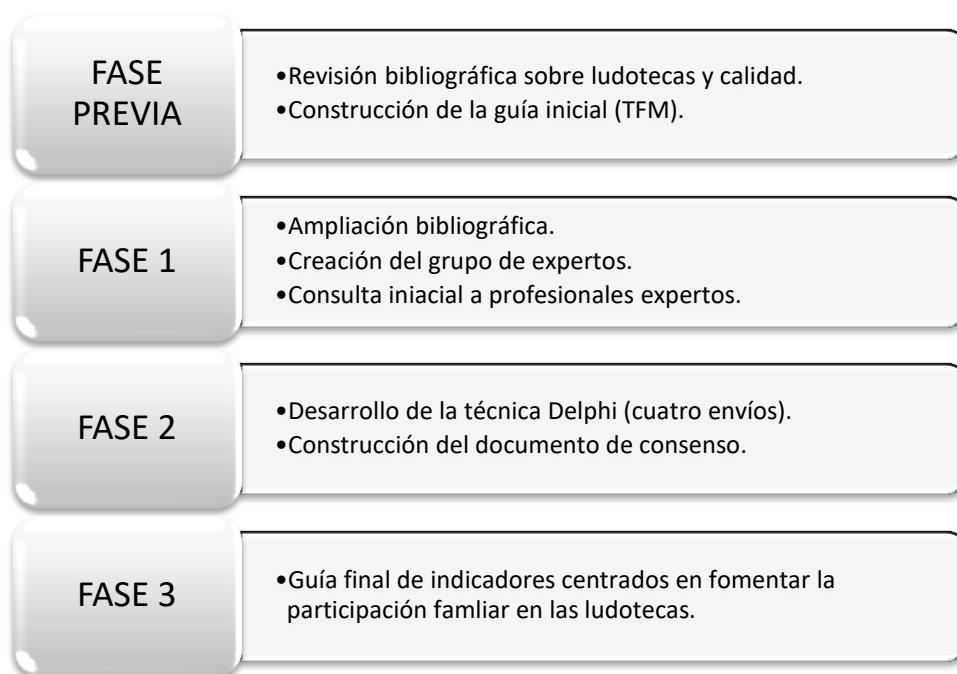 FASE
PREVIA
•Revisión bibliográfica sobre ludotecas y calidad.
•Construcción de la guía inicial (TFM).
FASE 1
•Ampliación bibliográfica.
•Creación del grupo de expertos.
•Consulta iniacial a profesionales expertos.
FASE 2
•Desarrollo de la técnica Delphi (cuatro envíos).
•Construcción del documento de consenso.
FASE 3
•Guía final de indicadores centrados en fomentar la
participación famliar en las ludotecas.